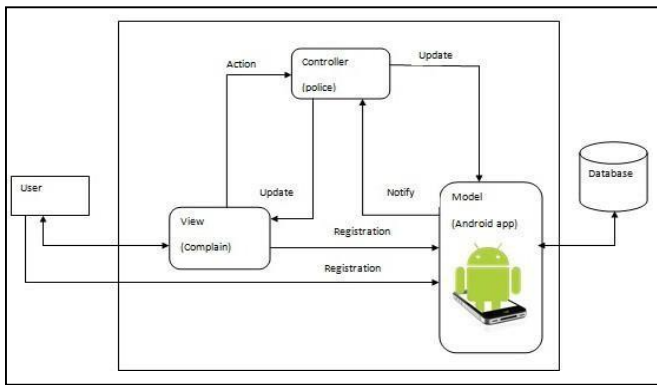 Controller
(police)
Action
Update
User
Update
Notify
Model
(Android app)
Database
View
(Complain)
Registration
Registration